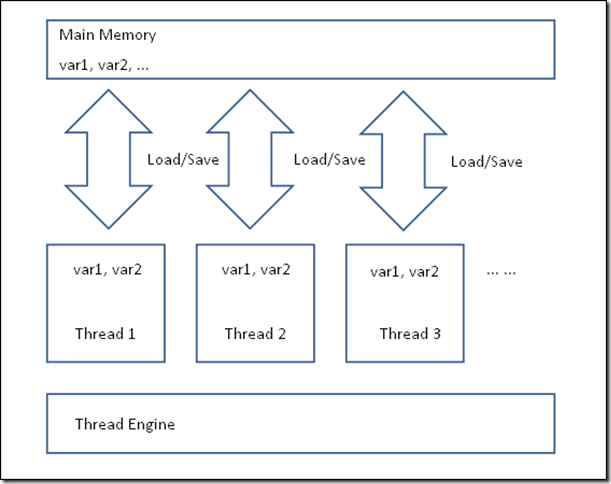 Main Memory
var1, var2, ...
Load/Save
Load/Save
Load/Save
var1, var2
var1, var2
var1, var2
... ...
Thread 1
Thread 2
Thread 3
Thread Engine